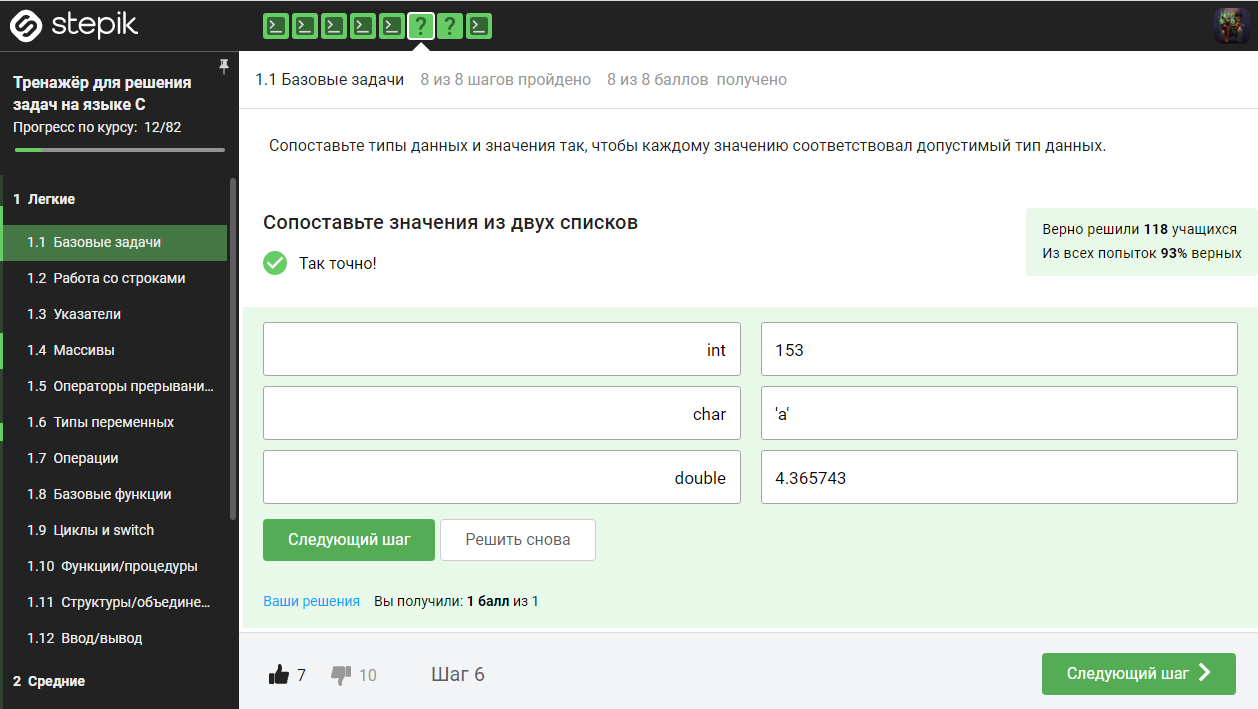 stepik
Тренажёр для решения
задач на языке C
Прогресс по курсу: 12/82
1 Легкие
1.1 Базовые задачи
1.2 Работа со строками
1.3 Указатели
1.4 Массивы
1.5 Операторы прерывани...
1.6 Типы переменных
1.7 Операции
1.8 Базовые функции
1.9 Циклы и switch
1.10 Функции/процедуры
1.11 Структуры/объедине...
1.12 Ввод/вывод
2 Средние
1.1 Базовые задачи 8 из 8 шагов пройдено 8 из 8 баллов получено
Сопоставьте типы данных и значения так, чтобы каждому значению соответствовал допустимый тип данных.
Сопоставьте значения из двух списков
Так точно!
Верно решили 118 учащихся
Из всех попыток 93% верных
int 153
char 'a'
double 4.365743
Следующий шаг Решить снова
Ваши решения Вы получили: 1 балл из 1
7 10 Шаг 6 Следующий шаг